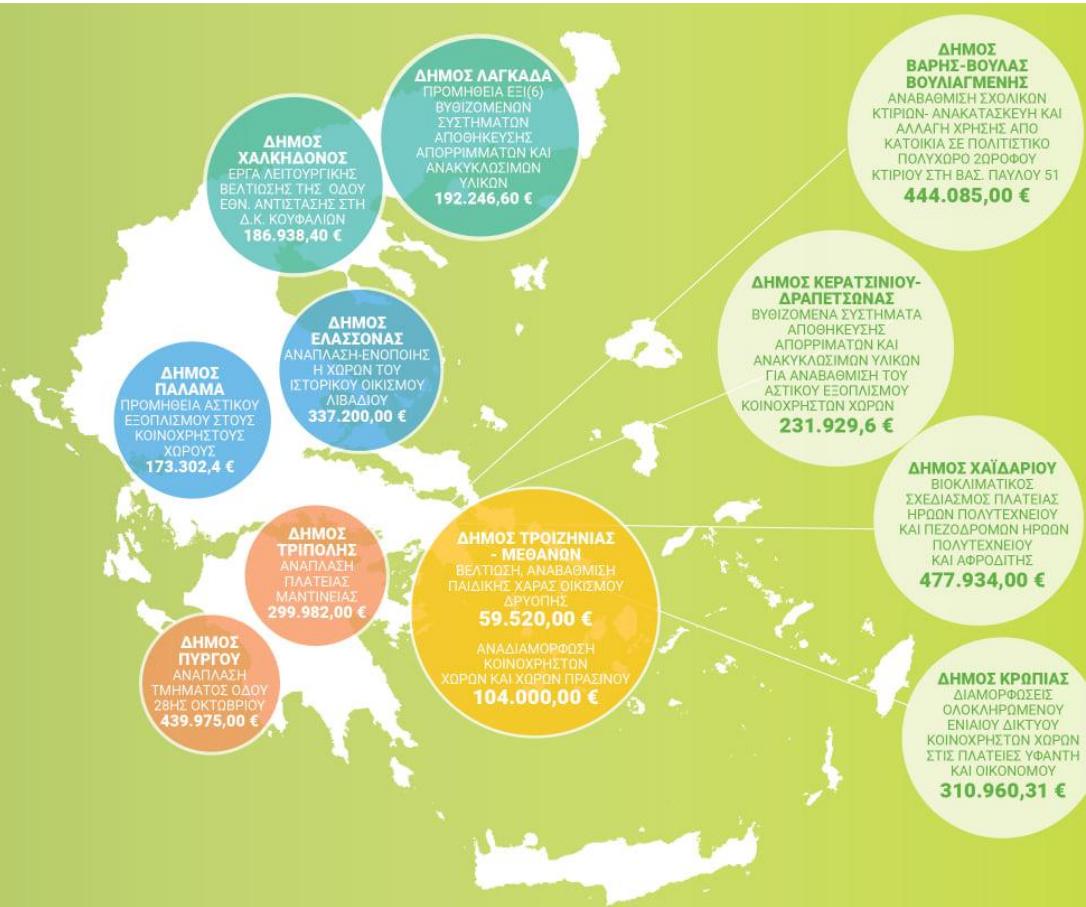 ΔΗΜΟΣ ΛΑΓΚΑΔΑ
ΠΡΟΜΗΘΕΙΑ ΕΞΙ(6)
ΒΥΘΙΖΟΜΕΝΩΝ
ΣΥΣΤΗΜΑΤΩΝ
ΑΠΟΘΗΚΕΥΣΗΣ
ΑΠΟΡΡΙΜΜΑΤΩΝ ΚΑΙ
ΑΝΑΚΥΚΛΩΣΙΜΩΝ
ΥΛΙΚΩΝ
192.246,60 €
ΔΗΜΟΣ
ΧΑΛΚΗΔΟΝΟΣ
ΕΡΓΑ ΛΕΙΤΟΥΡΓΙΚΗΣ
ΒΕΛΤΙΩΣΗΣ ΤΗΣ ΟΔΟΥ
ΕΘΝ. ΑΝΤΙΣΤΑΣΗΣ ΣΤΗ
Δ.Κ. ΚΟΥΦΑΛΙΩΝ
186.938,40 €
ΔΗΜΟΣ
ΕΛΑΣΣΟΝΑΣ
ΑΝΑΠΛΑΣΗ-ΕΝΟΠΟΙΗΣ
Η ΧΩΡΩΝ ΤΟΥ
ΙΣΤΟΡΙΚΟΥ ΟΙΚΙΣΜΟΥ
ΛΙΒΑΔΙΟΥ
337.200,00 €
ΔΗΜΟΣ
ΠΑΛΑΜΑ
ΠΡΟΜΗΘΕΙΑ ΑΣΤΙΚΟΥ
ΕΞΟΠΛΙΣΜΟΥ ΣΤΟΥΣ
ΚΟΙΝΟΧΡΗΣΤΟΥΣ
ΧΩΡΟΥΣ
173.302,4 €
ΔΗΜΟΣ
ΤΡΙΠΟΛΗΣ
ΑΝΑΠΛΑΣΗ
ΠΛΑΤΕΙΑΣ
ΜΑΝΤΙΝΕΙΑΣ
299.982,00 €
ΔΗΜΟΣ
ΠΥΡΓΟΥ
ΑΝΑΠΛΑΣΗ
ΤΜΗΜΑΤΟΣ ΟΔΟΥ
28ΗΣ ΟΚΤΩΒΡΙΟΥ
439.975,00 €
ΔΗΜΟΣ ΤΡΟΙΖΗΝΙΑΣ
- ΜΕΘΑΝΩΝ
ΒΕΛΤΙΩΣΗ, ΑΝΑΒΑΘΜΙΣΗ
ΠΑΙΔΙΚΗΣ ΧΑΡΑΣ ΟΙΚΙΣΜΟΥ
ΔΡΥΟΠΗΣ
59.520,00 €
ΑΝΑΔΙΑΜΟΡΦΩΣΗ
ΚΟΙΝΟΧΡΗΣΤΩΝ
ΧΩΡΩΝ ΚΑΙ ΧΩΡΩΝ ΠΡΑΣΙΝΟΥ
104.000,00 €
ΔΗΜΟΣ
ΒΑΡΗΣ-ΒΟΥΛΑΣ
ΒΟΥΛΙΑΓΜΕΝΗΣ
ΑΝΑΒΑΘΜΙΣΗ ΣΧΟΛΙΚΩΝ
ΚΤΙΡΙΩΝ- ΑΝΑΚΑΤΑΣΚΕΥΗ ΚΑΙ
ΑΛΛΑΓΗ ΧΡΗΣΗΣ ΑΠΟ
ΚΑΤΟΙΚΙΑ ΣΕ ΠΟΛΙΤΙΣΤΙΚΟ
ΠΟΛΥΧΩΡΟ 2ΩΡΟΦΟΥ
ΚΤΙΡΙΟΥ ΣΤΗ ΒΑΣ. ΠΑΥΛΟΥ 51
444.085,00 €
ΔΗΜΟΣ ΚΕΡΑΤΣΙΝΙΟΥ-
ΔΡΑΠΕΤΣΩΝΑΣ
ΒΥΘΙΖΟΜΕΝΑ ΣΥΣΤΗΜΑΤΑ
ΑΠΟΘΗΚΕΥΣΗΣ
ΑΠΟΡΡΙΜΑΤΩΝ ΚΑΙ
ΑΝΑΚΥΚΛΩΣΙΜΩΝ ΥΛΙΚΩΝ
ΓΙΑ ΑΝΑΒΑΘΜΙΣΗ ΤΟΥ
ΑΣΤΙΚΟΥ ΕΞΟΠΛΙΣΜΟΥ
ΚΟΙΝΟΧΡΗΣΤΩΝ ΧΩΡΩΝ
231.929,6 €
ΔΗΜΟΣ ΧΑΪΔΑΡΙΟΥ
ΒΙΟΚΛΙΜΑΤΙΚΟΣ
ΣΧΕΔΙΑΣΜΟΣ ΠΛΑΤΕΙΑΣ
ΗΡΩΩΝ ΠΟΛΥΤΕΧΝΕΙΟΥ
ΚΑΙ ΠΕΖΟΔΡΟΜΩΝ ΗΡΩΩΝ
ΠΟΛΥΤΕΧΝΕΙΟΥ
ΚΑΙ ΑΦΡΟΔΙΤΗΣ
477.934,00 €
ΔΗΜΟΣ ΚΡΩΠΙΑΣ
ΔΙΑΜΟΡΦΩΣΕΙΣ
ΟΛΟΚΛΗΡΩΜΕΝΟΥ
ΕΝΙΑΙΟΥ ΔΙΚΤΥΟΥ
ΚΟΙΝΟΧΡΗΣΤΩΝ ΧΩΡΩΝ
ΣΤΙΣ ΠΛΑΤΕΙΕΣ ΥΦΑΝΤΗ
ΚΑΙ ΟΙΚΟΝΟΜΟΥ
310.960,31 €